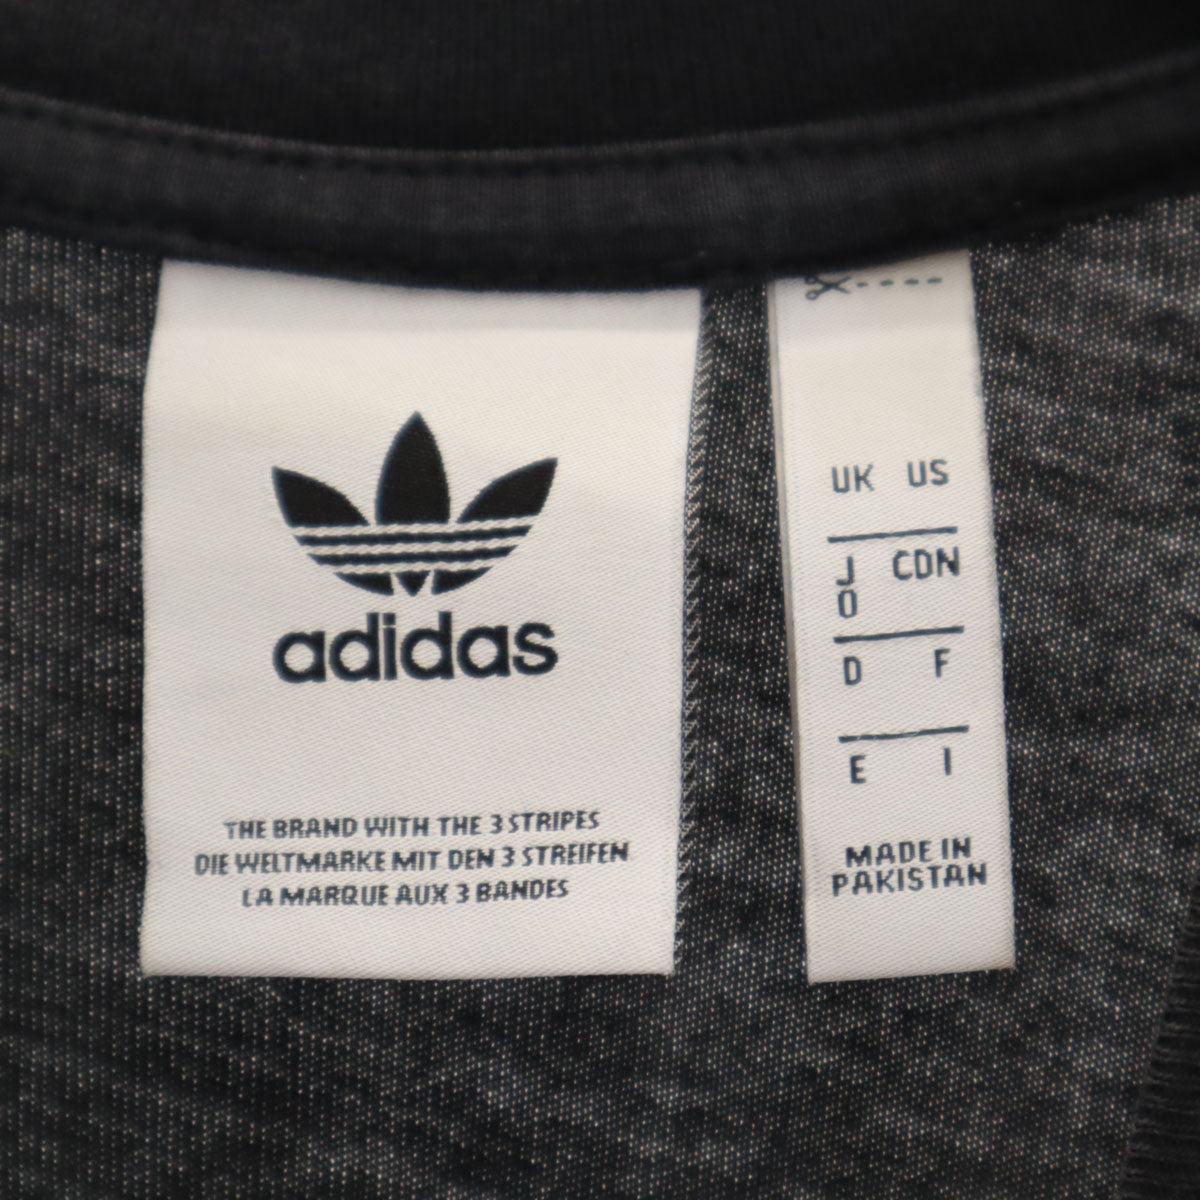 adidas
THE BRAND WITH THE 3 STRIPES
DIE WELTMARKE MIT DEN 3 STREIFEN
LA MARQUE AUX 3 BANDES
UK US
J/O CDN
D F
E I
MADE IN
PAKISTAN